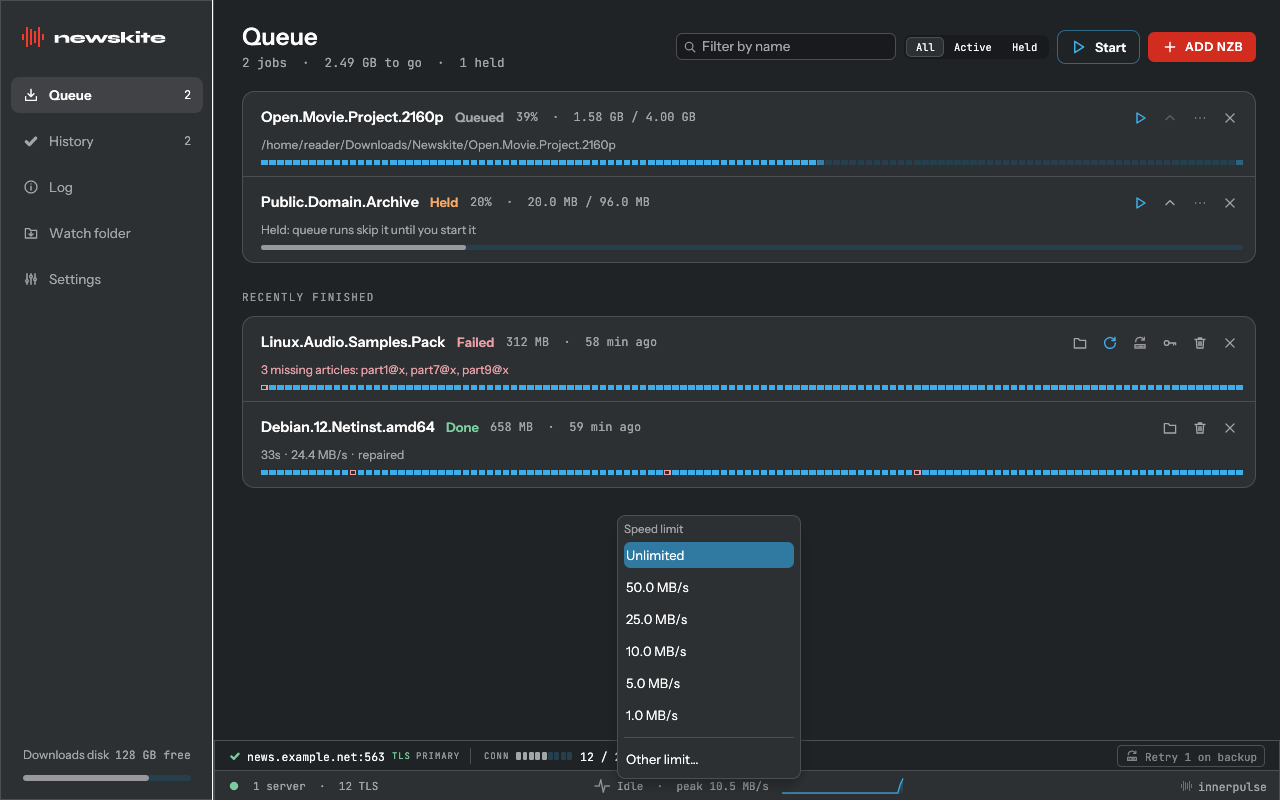 newskite
Queue 2
History 2
Log
Watch folder
Settings
Downloads disk 128 GB free
Queue
2 jobs · 2.49 GB to go · 1 held
Filter by name
All Active Held
Start
ADD NZB
Open.Movie.Project.2160p Queued 39% · 1.58 GB / 4.00 GB
/home/reader/Downloads/Newskite/Open.Movie.Project.2160p
Public.Domain.Archive Held 20% · 20.0 MB / 96.0 MB
Held: queue runs skip it until you start it
RECENTLY FINISHED
Linux.Audio.Samples.Pack Failed 312 MB · 58 min ago
3 missing articles: part1@x, part7@x, part9@x
Debian.12.Netinst.amd64 Done 658 MB · 59 min ago
33s · 24.4 MB/s · repaired
Speed limit
Unlimited
50.0 MB/s
25.0 MB/s
10.0 MB/s
5.0 MB/s
1.0 MB/s
Other limit...
news.example.net:563 TLS PRIMARY CONN 12 /
Retry 1 on backup
1 server · 12 TLS
Idle · peak 10.5 MB/s
innerpulse